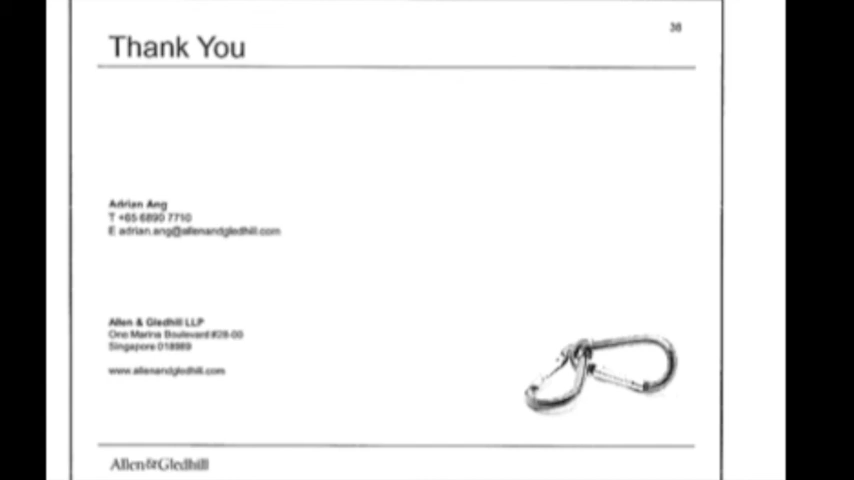 38
Thank You
Adrian Ang
T +65 6890 7710
E adrian.ang@allenandgledhill.com
Allen & Gledhill LLP
One Marina Boulevard #28-00
Singapore 018989
www.allenandgledhill.com
Allen&Gledhill